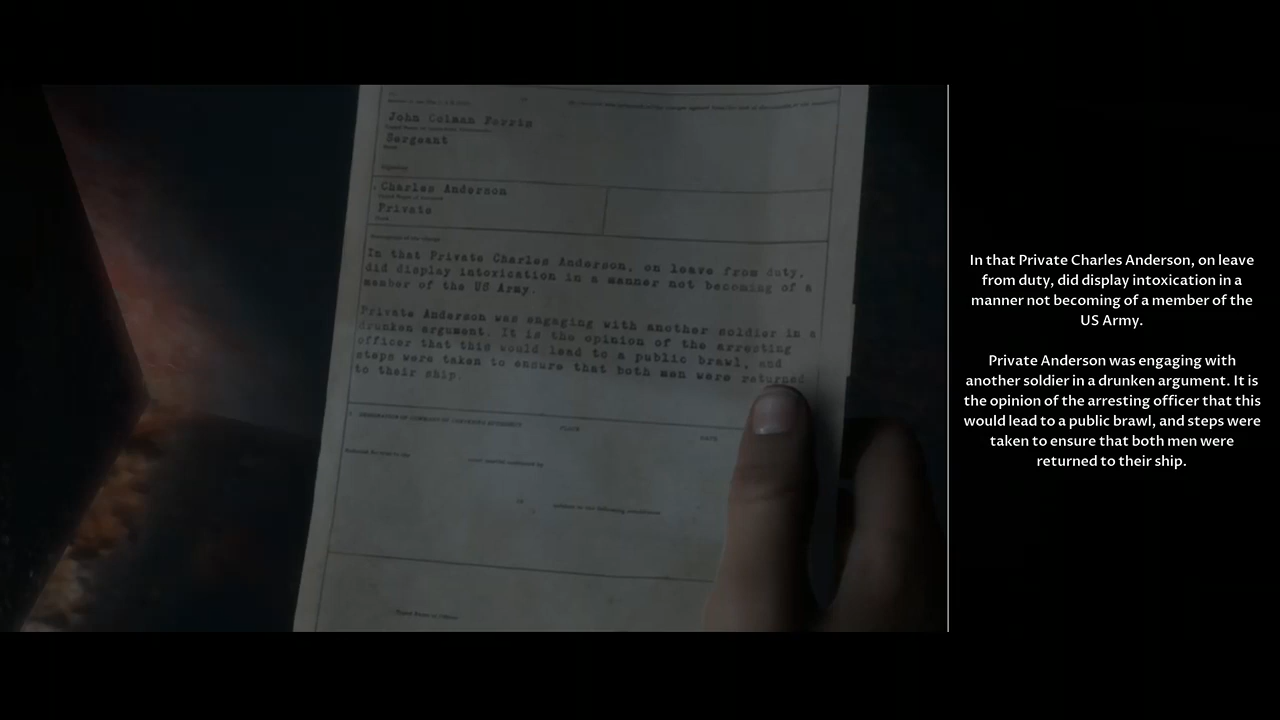 John Colman Perrin
Sergeant
Charles Anderson
Private
In that Private Charles Anderson, on leave from duty,
did display intoxication in a manner not becoming of a
member of the US Army.
Private Anderson was engaging with another soldier in a
drunken argument. It is the opinion of the arresting
officer that this would lead to a public brawl, and
steps were taken to ensure that both men were returned
to their ship.
PLACE
DATE
In that Private Charles Anderson, on leave
from duty, did display intoxication in a
manner not becoming of a member of the
US Army.
Private Anderson was engaging with
another soldier in a drunken argument. It is
the opinion of the arresting officer that this
would lead to a public brawl, and steps were
taken to ensure that both men were
returned to their ship.